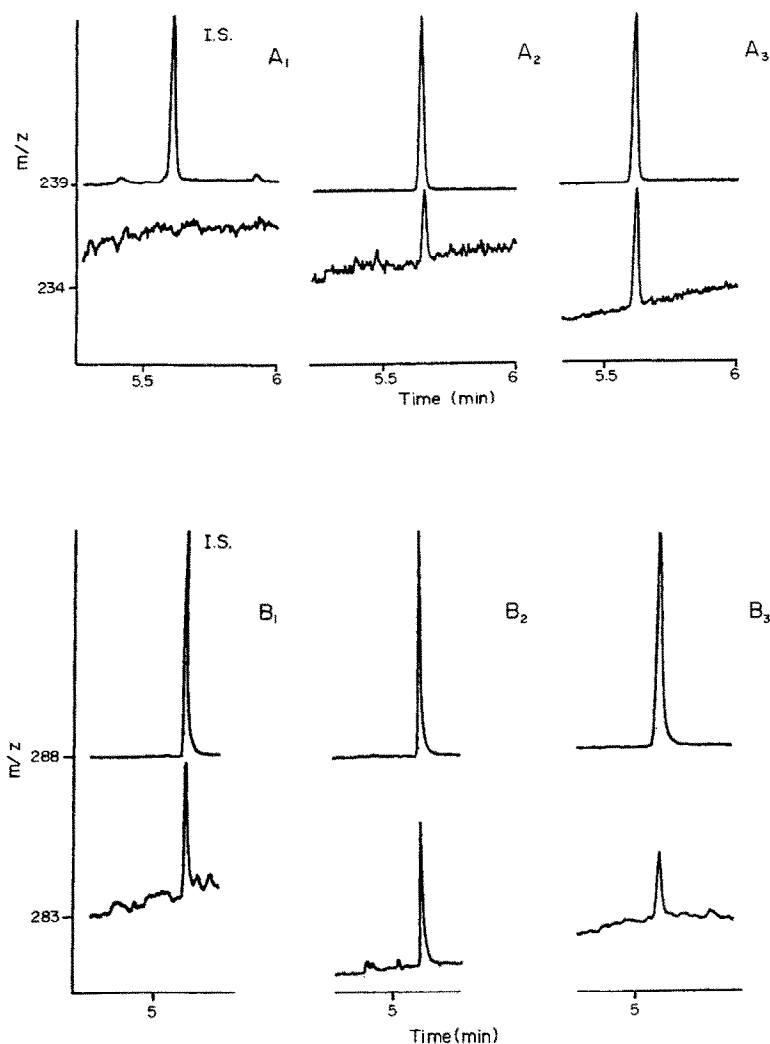 I.S.
A₁
A₂
A₃
m/z
239
234
5.5
6
5.5
6
5.5
6
Time (min)
I.S.
B₁
B₂
B₃
m/z
288
283
5
5
5
Time(min)